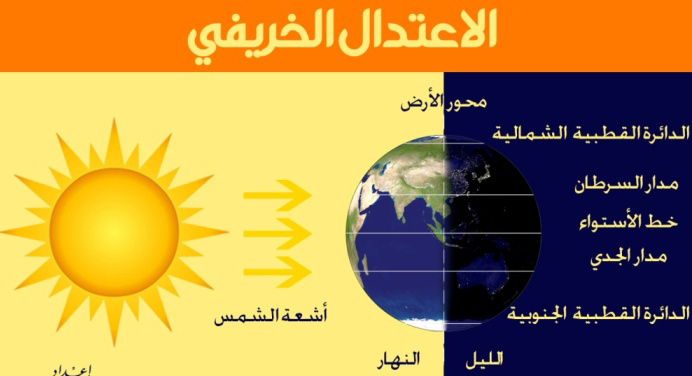 الاعتدال الخريفي
محور الأرض
الدائرة القطبية الشمالية
مدار السرطان
خط الأستواء
مدار الجدي
الدائرة القطبية الجنوبية
أشعة الشمس
الليل
النهار
إعداد